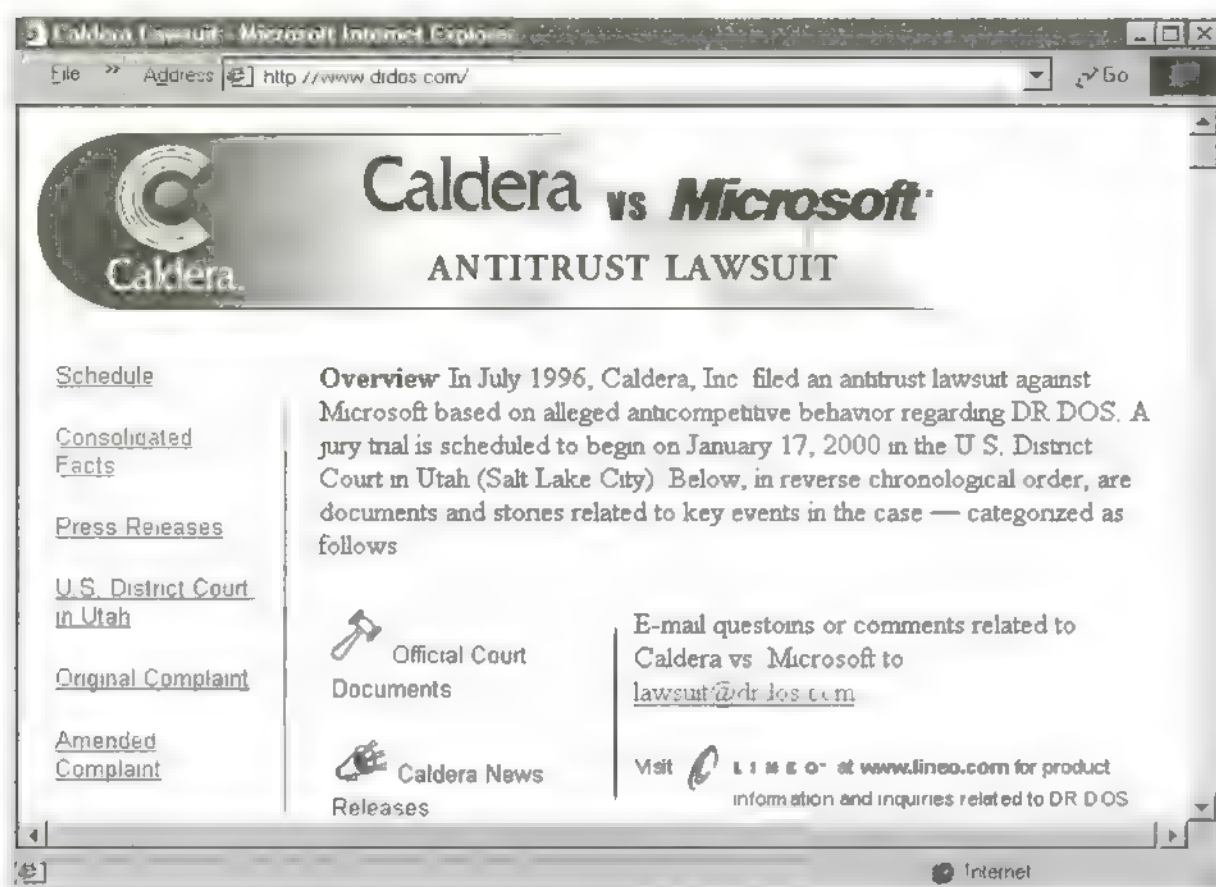 Caldera Lawsuit - Microsoft Internet Explorer
File » Address http //www drdos com/ Go
Caldera vs Microsoft
Caldera.
ANTITRUST LAWSUIT
Schedule
Consolidated
Facts
Press Releases
U.S. District Court
in Utah
Original Complaint
Amended
Complaint
Overview In July 1996, Caldera, Inc filed an antitrust lawsuit against
Microsoft based on alleged anticompetitive behavior regarding DR DOS. A
jury trial is scheduled to begin on January 17, 2000 in the U S. District
Court in Utah (Salt Lake City) Below, in reverse chronological order, are
documents and stories related to key events in the case — categorized as
follows
Official Court
Documents
Caldera News
Releases
E-mail questoins or comments related to
Caldera vs Microsoft to
lawsuit@drdos com
Visit LINEO at www.lineo.com for product
information and inquiries related to DR DOS
Internet